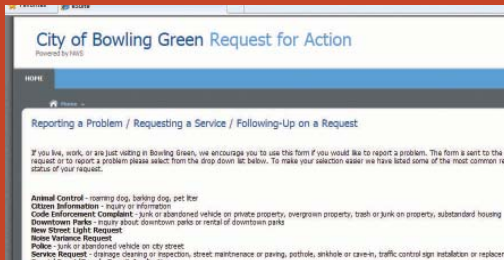 Favorites
City of Bowling Green Request for Action
Powered by
HOME
Home
Reporting a Problem / Requesting a Service / Following-Up on a Request
If you live, work, or are just visiting in Bowling Green, we encourage you to use this form if you would like to report a problem. The form is sent to the
request or to report a problem please select from the drop down list below. To make your selection easier we have listed some of the most common re
status of your request.
Animal Control - roaming dog, barking dog, pet liter
Citizen Information - inquiry or information
Code Enforcement Complaint - junk or abandoned vehicle on private property, overgrown property, trash or junk on property, substandard housing
Downtown Parks - inquiry about downtown parks or rental of downtown parks
New Street Light Request
Noise Variance Request
Police - junk or abandoned vehicle on city street
Service Request - drainage cleaning or inspection, street maintnenace or paving, pothole, sinkhole or cave-in, traffic control sign installation or replace